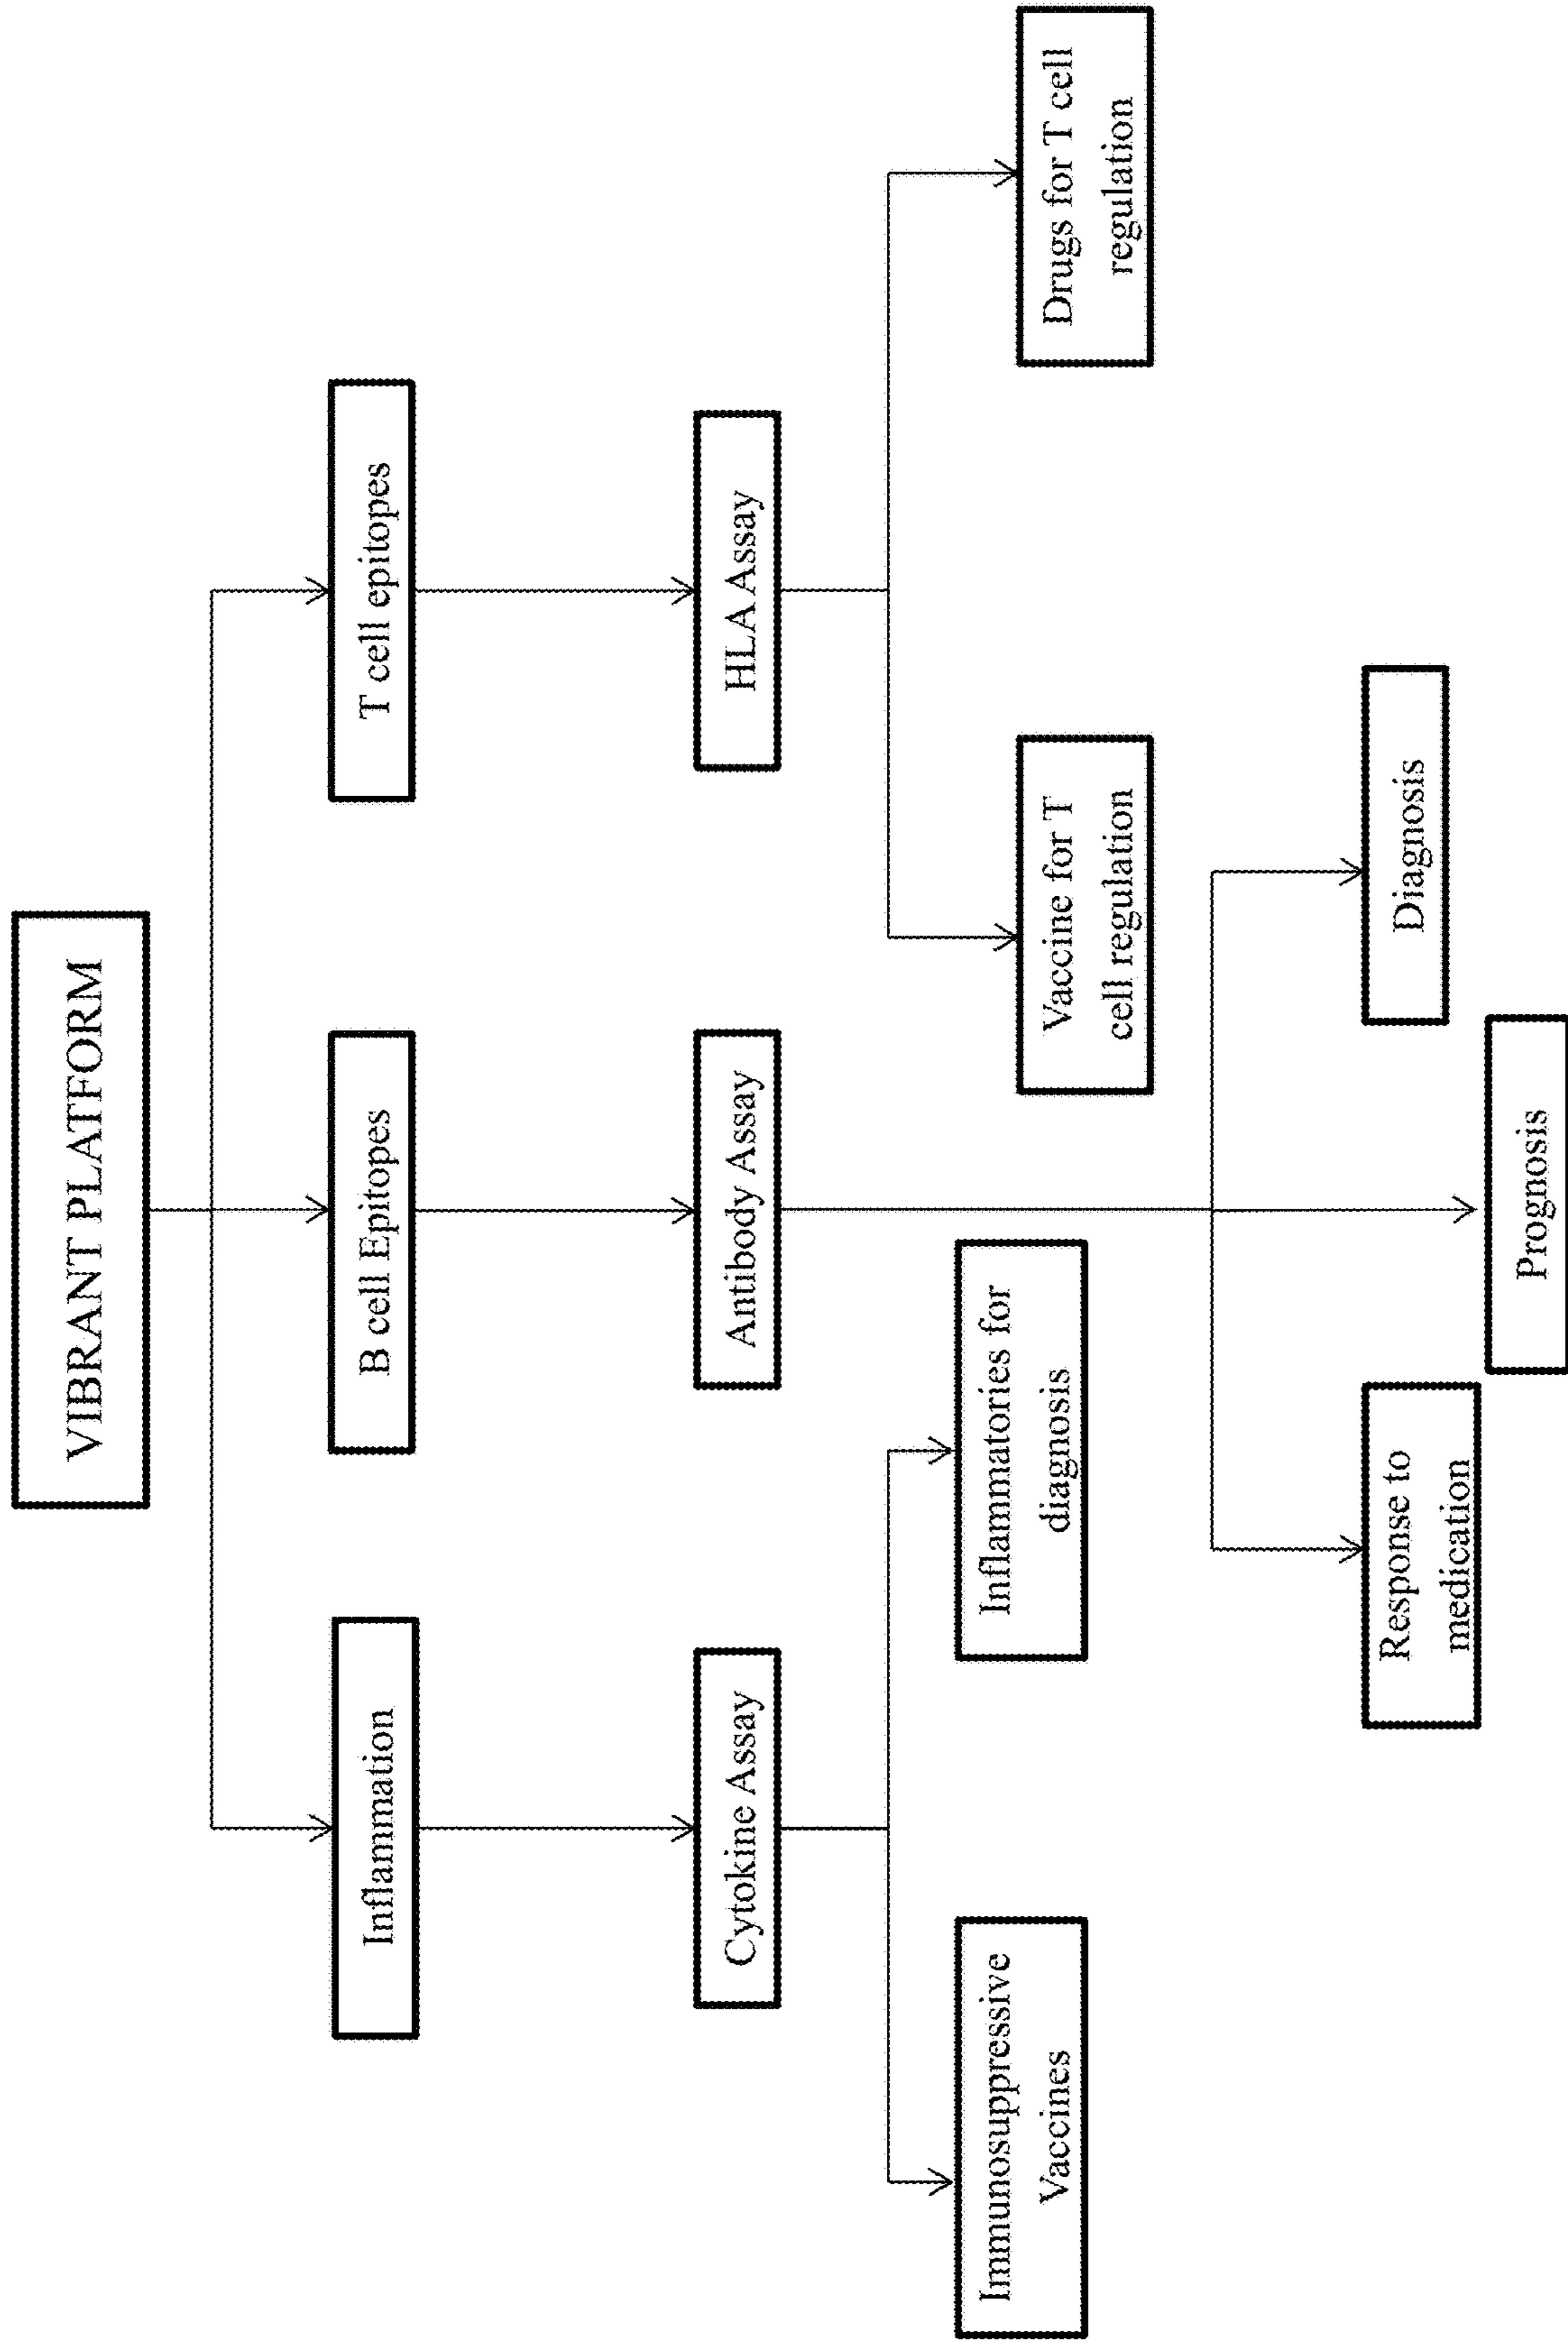 VIBRANT PLATFORM
Inflammation
B cell Epitopes
T cell epitopes
Cytokine Assay
Antibody Assay
HLA Assay
Immunosuppressive
Vaccines
Inflammatories for
diagnosis
Vaccine for T
cell regulation
Drugs for T cell
regulation
Response to
medication
Prognosis
Diagnosis